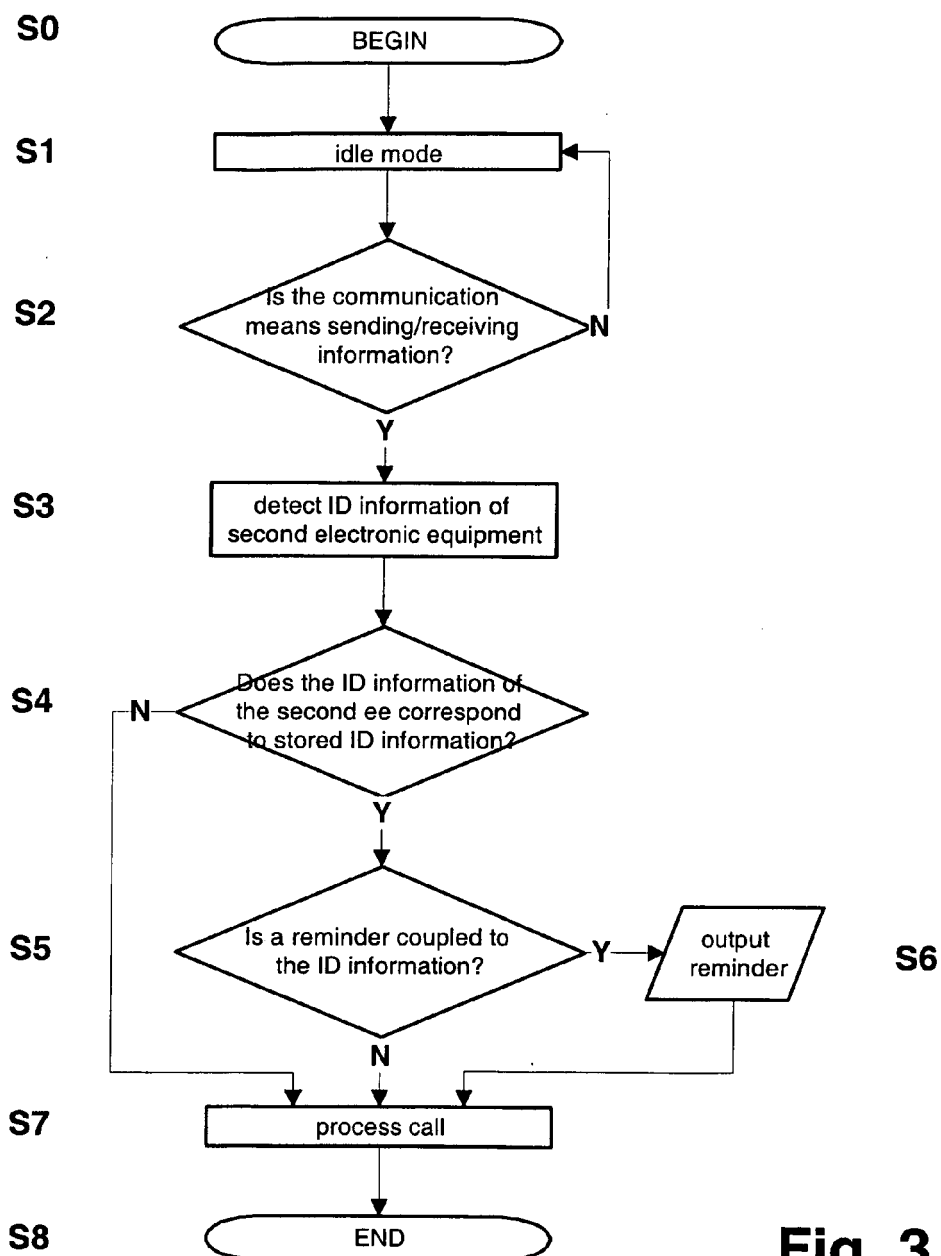 S0
BEGIN
S1
idle mode
S2
Is the communication
means sending/receiving
information?
N
Y
S3
detect ID information of
second electronic equipment
S4
N
Does the ID information of
the second ee correspond
to stored ID information?
Y
S5
Is a reminder coupled to
the ID information?
Y
output
reminder
S6
N
S7
process call
S8
END
Fig. 3